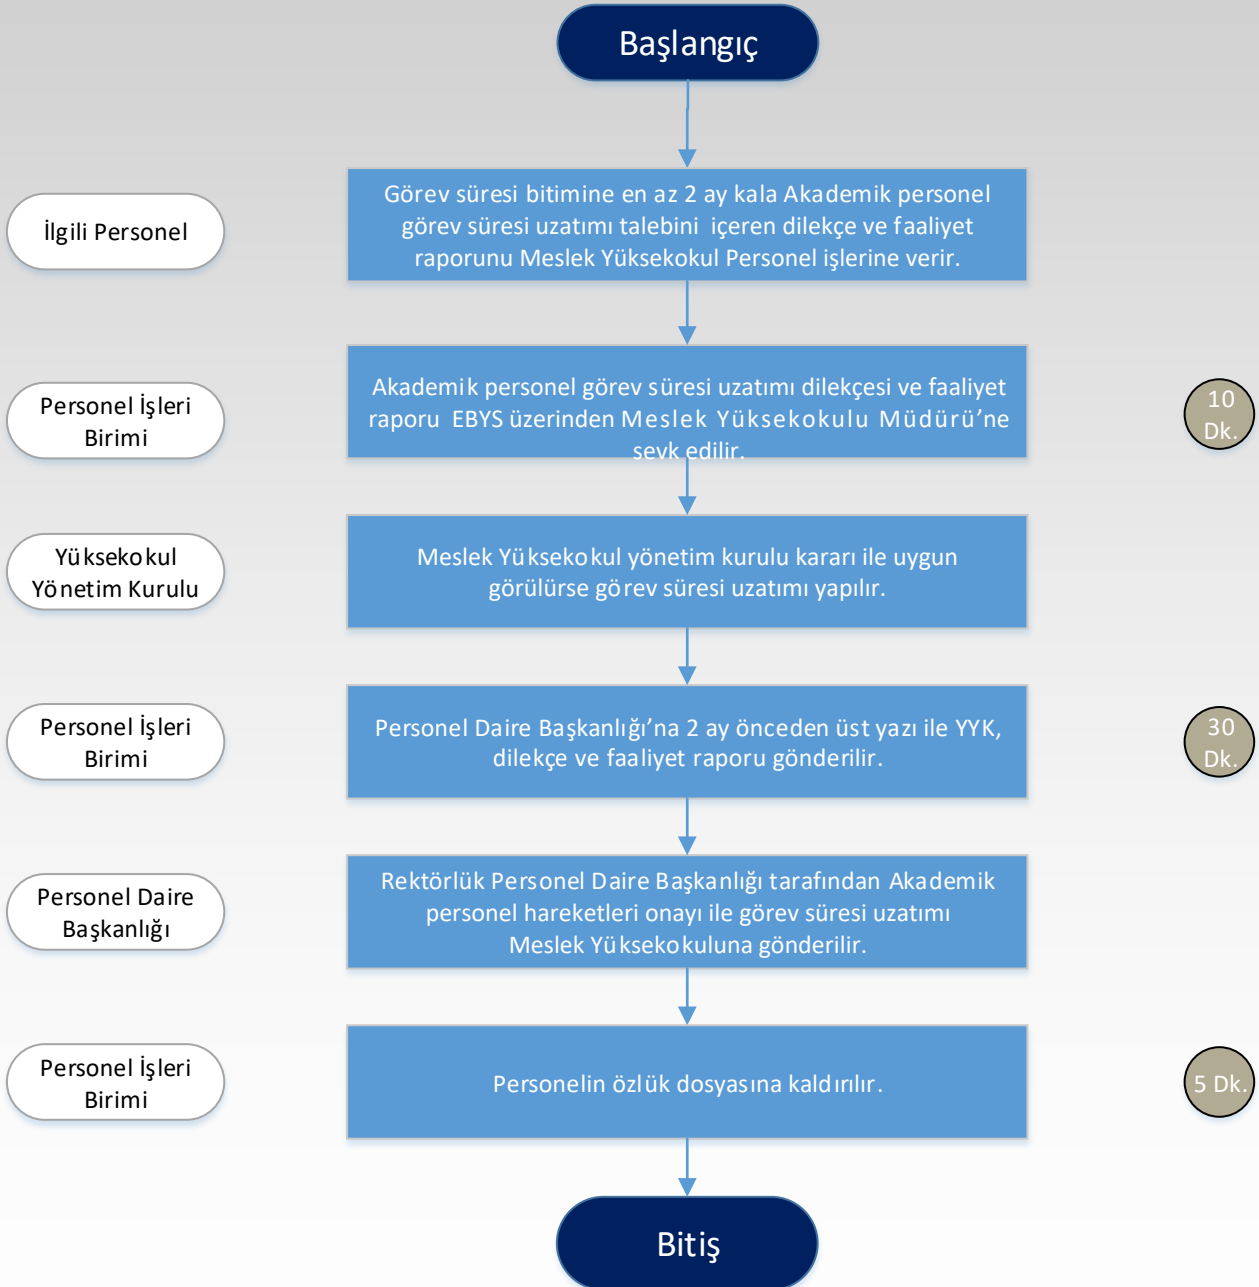 Başlangıç
İlgili Personel
Görev süresi bitimine en az 2 ay kala Akademik personel
görev süresi uzatımı talebini içeren dilekçe ve faaliyet
raporunu Meslek Yüksekokul Personel işlerine verir.
Personel İşleri
Birimi
Akademik personel görev süresi uzatımı dilekçesi ve faaliyet
raporu EBYS üzerinden Meslek Yüksekokulu Müdürü’ne
sevk edilir.
10
Dk.
Yüksekokul
Yönetim Kurulu
Meslek Yüksekokul yönetim kurulu kararı ile uygun
görülürse görev süresi uzatımı yapılır.
Personel İşleri
Birimi
Personel Daire Başkanlığı’na 2 ay önceden üst yazı ile YYK,
dilekçe ve faaliyet raporu gönderilir.
30
Dk.
Personel Daire
Başkanlığı
Rektörlük Personel Daire Başkanlığı tarafından Akademik
personel hareketleri onayı ile görev süresi uzatımı
Meslek Yüksekokuluna gönderilir.
Personel İşleri
Birimi
Personelin özlük dosyasına kaldırılır.
5 Dk.
Bitiş